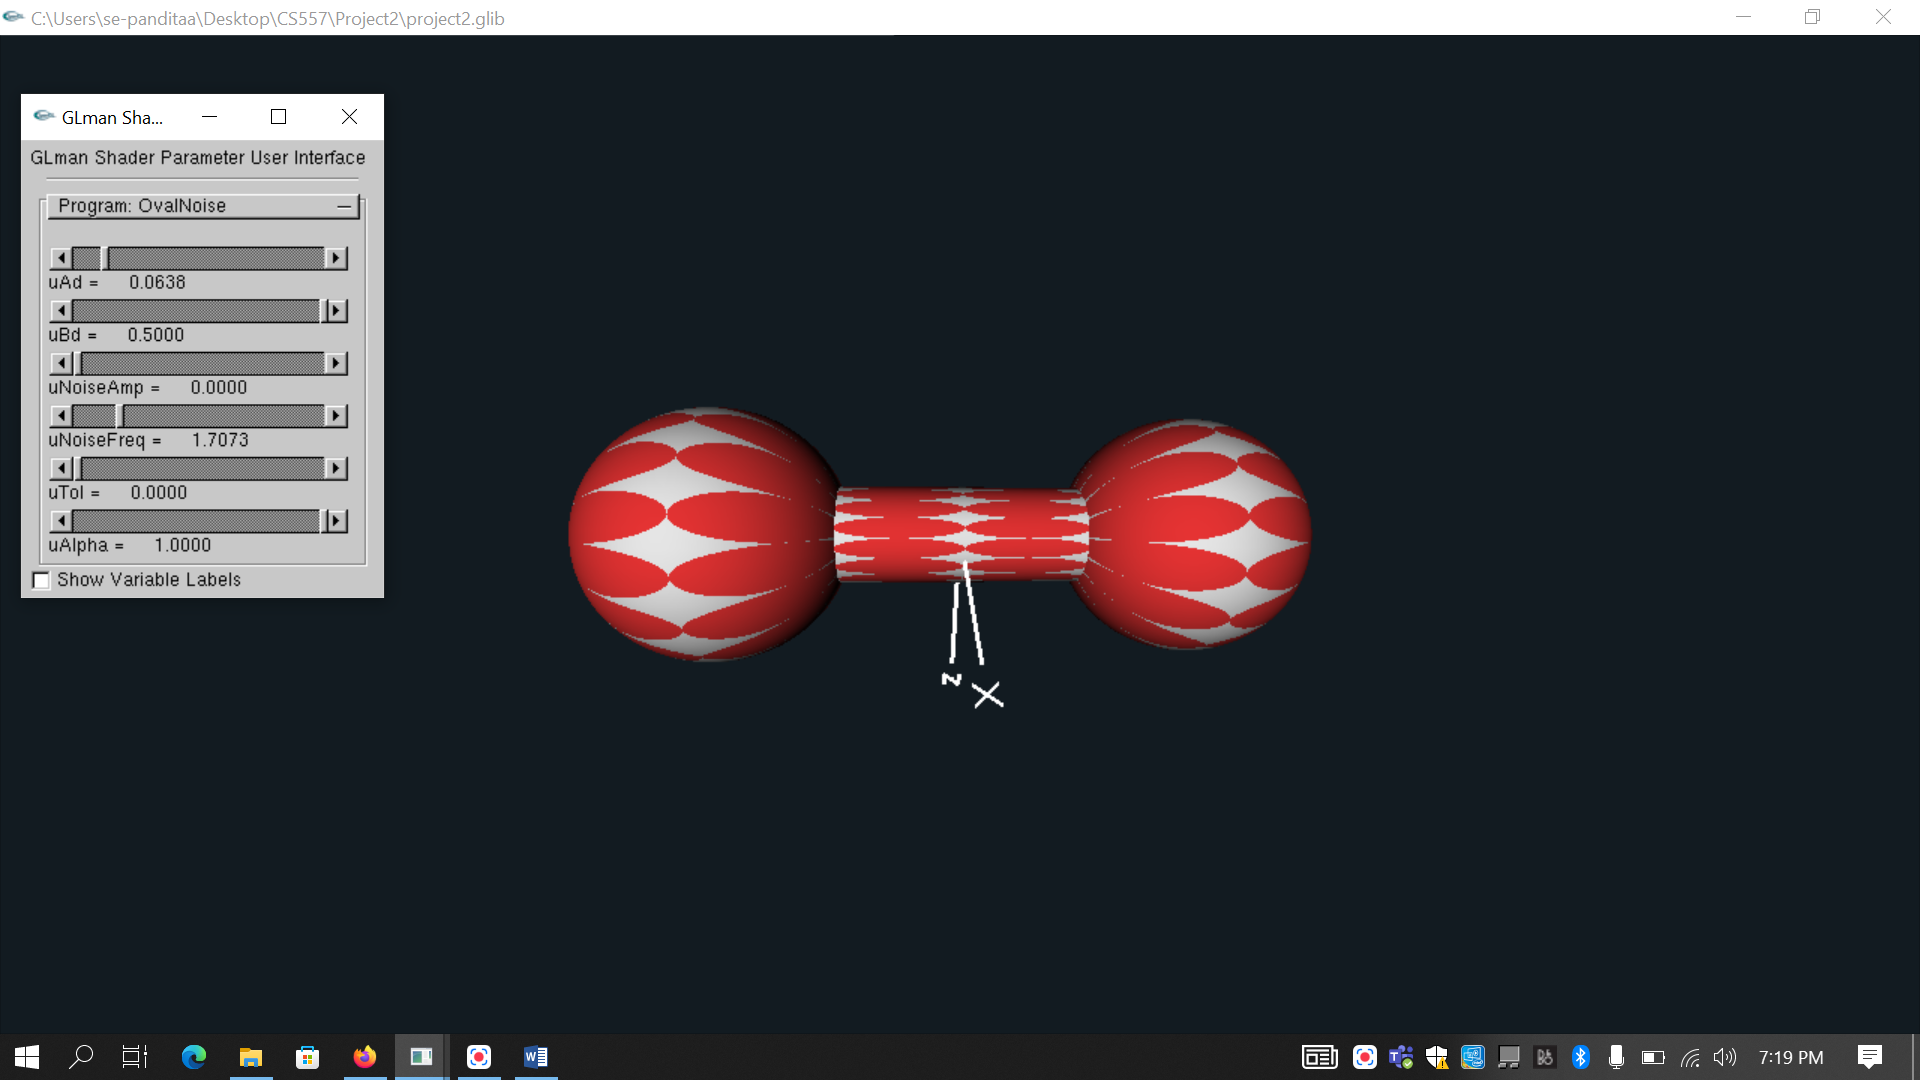 C:\Users\se-panditaa\Desktop\CS557\Project2\project2.glib
GLman Sha...
GLman Shader Parameter User Interface
Program: OvalNoise
uAd = 0.0638
uBd = 0.5000
uNoiseAmp = 0.0000
uNoiseFreq = 1.7073
uTol = 0.0000
uAlpha = 1.0000
Show Variable Labels
Z X
7:19 PM